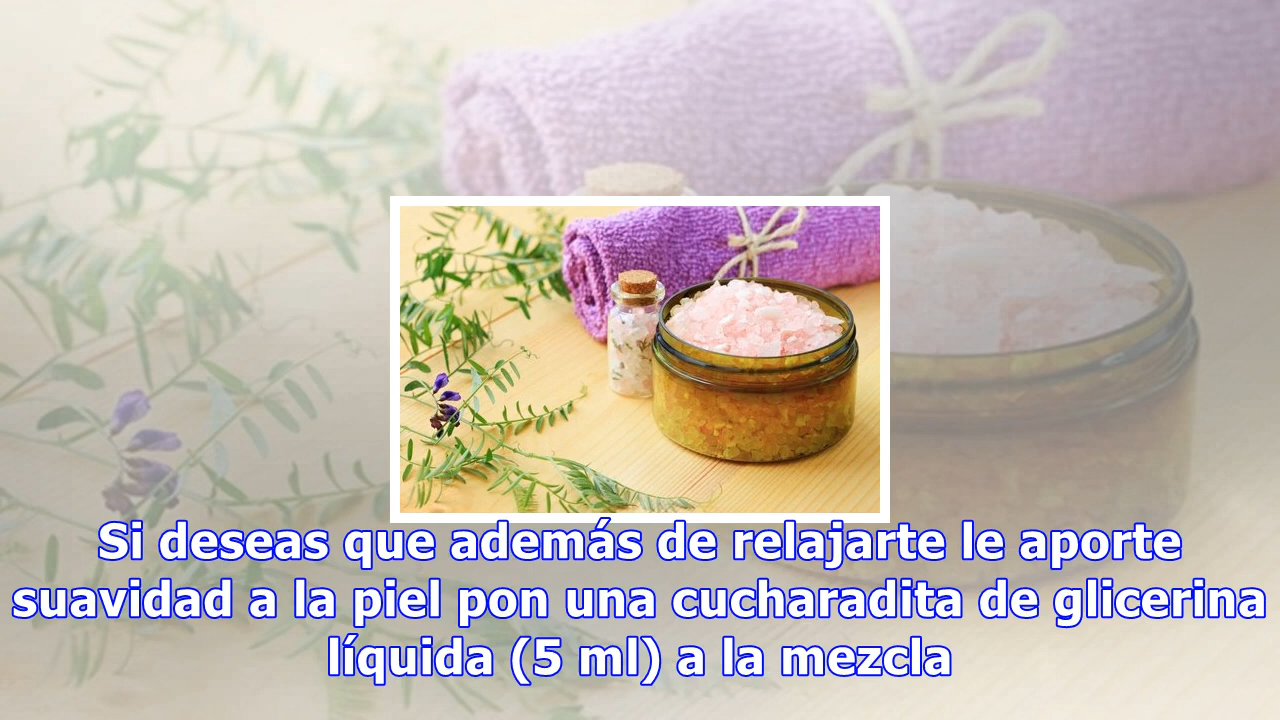 Si deseas que además de relajarte le aporte
suavidad a la piel pon una cucharadita de glicerina
líquida (5 ml) a la mezcla